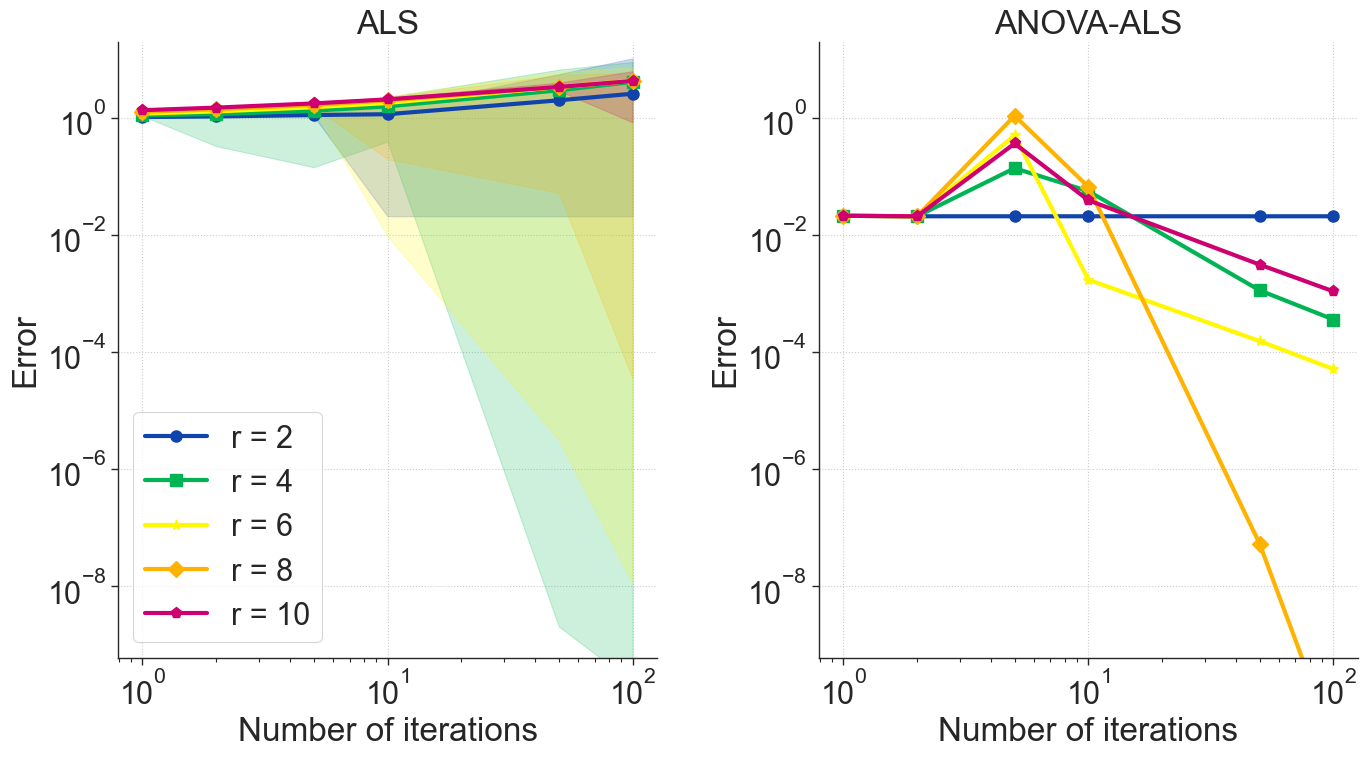 ALS
Error
10^0
10^−2
10^−4
10^−6
10^−8
r = 2
r = 4
r = 6
r = 8
r = 10
10^0
10^1
10^2
Number of iterations
ANOVA-ALS
Error
10^0
10^−2
10^−4
10^−6
10^−8
10^0
10^1
10^2
Number of iterations